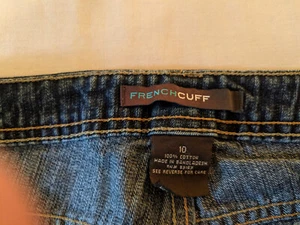 FRENCHCUFF
10
100% COTTON
MADE IN BANGLADESH
SEE REVERSE FOR CARE